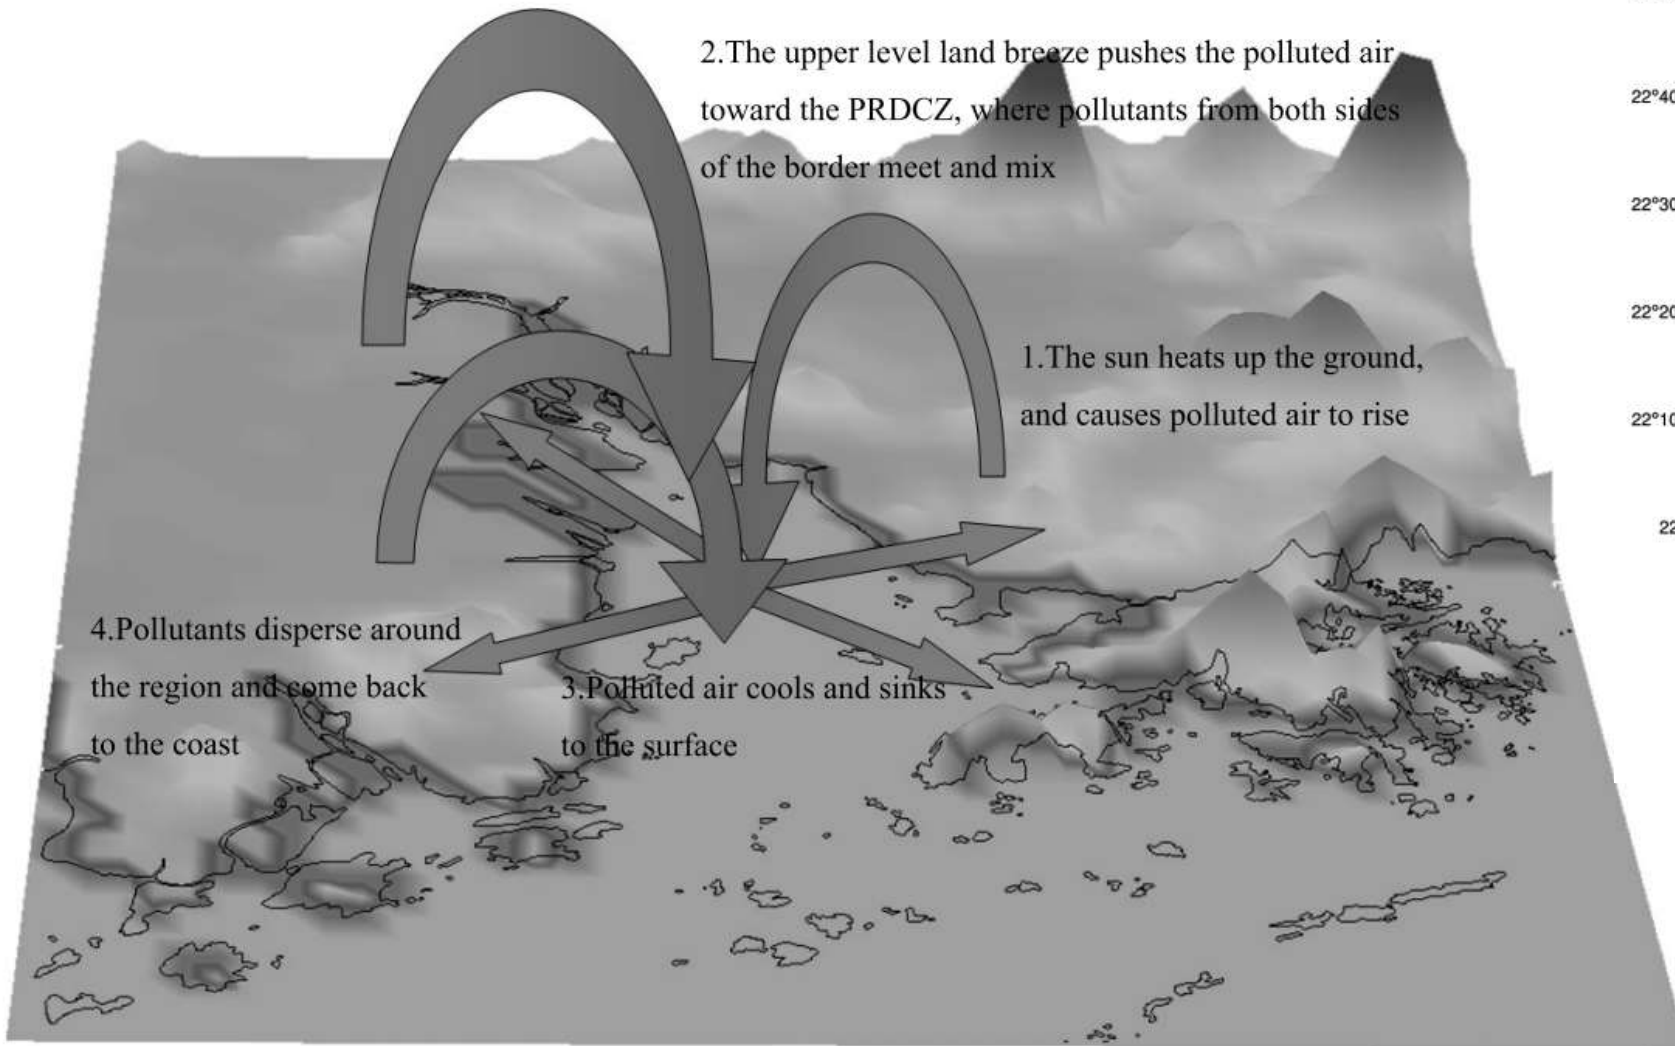 2.The upper level land breeze pushes the polluted air
toward the PRDCZ, where pollutants from both sides
of the border meet and mix
22°40
22°30
22°20
1.The sun heats up the ground,
and causes polluted air to rise
22°10
22
4.Pollutants disperse around
the region and come back
to the coast
3.Polluted air cools and sinks
to the surface